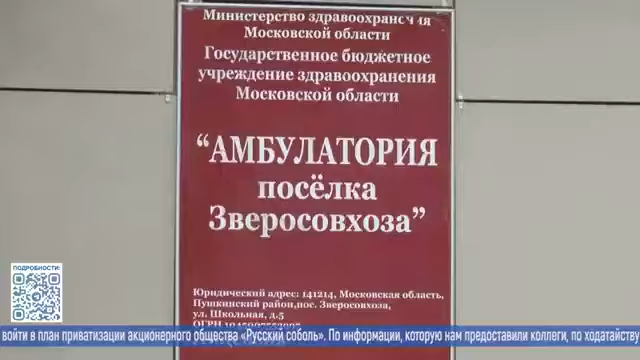 Министерство здравоохранения
Московской области
Государственное бюджетное
учреждение здравоохранения
Московской области
“АМБУЛАТОРИЯ
посёлка
Зверосовхоза”
Юридический адрес: 141214, Московская область,
Пушкинский район,пос. Зверосовхоза,
ул. Школьная, д.5
ОГРН
ПОДРОБНОСТИ:
войти в план приватизации акционерного общества «Русский соболь». По информации, которую нам предоставили коллеги, по ходатайству